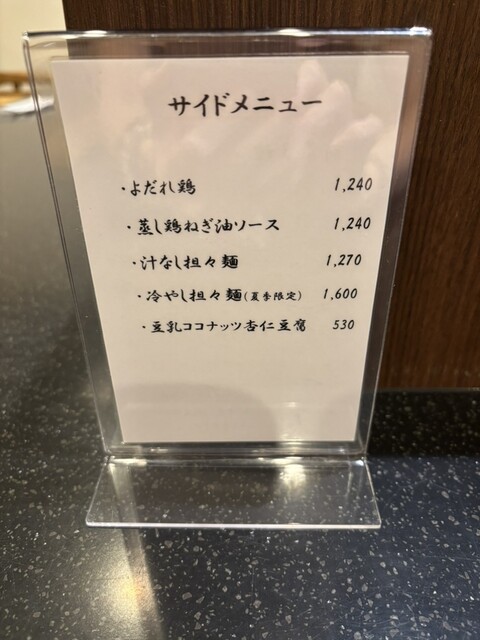 サイドメニュー
・よだれ鶏 1,240
・蒸し鶏ねぎ油ソース 1,240
・汁なし担々麺 1,270
・冷やし担々麺(夏季限定) 1,600
・豆乳ココナッツ杏仁豆腐 530